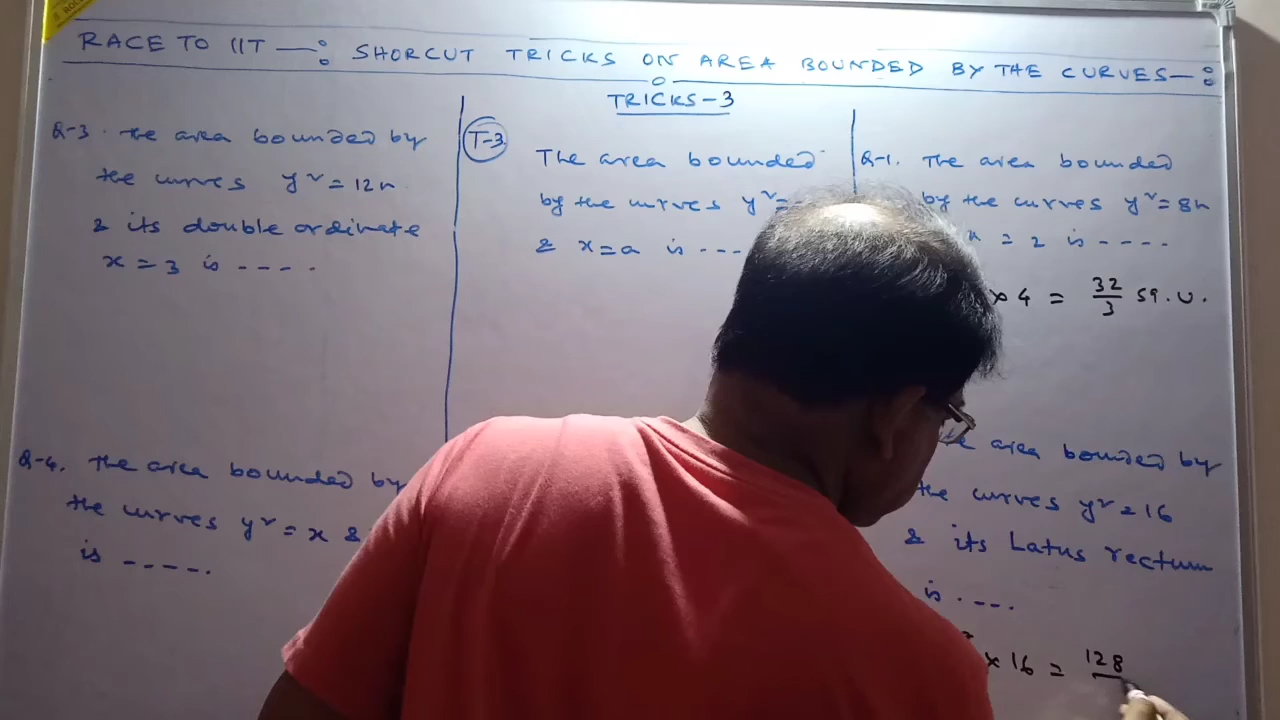 RACE TO IIT —: SHORCUT TRICKS ON AREA BOUNDED BY THE CURVES—:
TRICKS-3
Q-3. The area bounded by
the curves y² = 12x
& its double ordinate
x = 3 is ----.
Q-4. The area bounded by
the curves y² = x &
is -----.
T-3
The area bounded
by the curves y² =
& x = a is ---
Q-1. The area bounded
by the curves y² = 8x
x = 2 is ----.
× 4 = 32/3 sq. U.
area bounded by
the curves y² = 16
& its Latus rectum
is . ---.
× 16 = 128